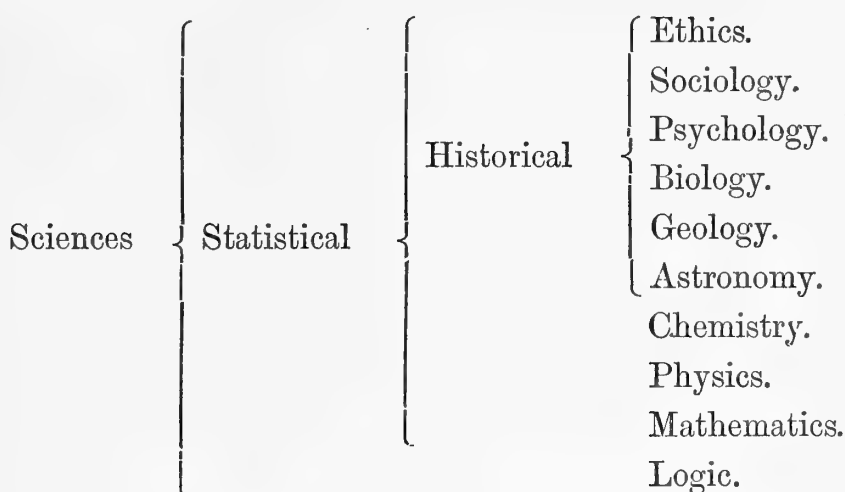 Ethics.
Sociology.
Psychology.
Historical
Biology.
Geology.
Sciences
Statistical
Astronomy.
Chemistry.
Physics.
Mathematics.
Logic.